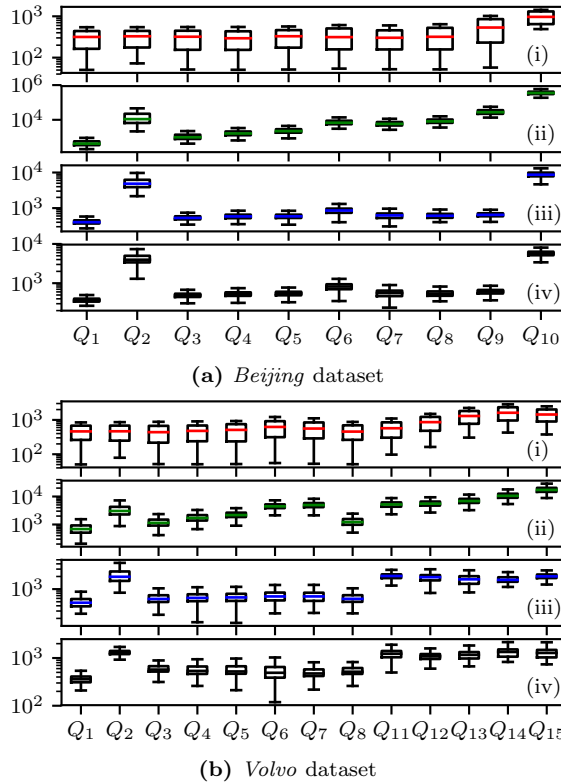 10³
10²
(i)
10⁶
10⁴
(ii)
10⁴
10³
(iii)
10⁴
10³
(iv)
Q₁ Q₂ Q₃ Q₄ Q₅ Q₆ Q₇ Q₈ Q₉ Q₁₀
(a) Beijing dataset
10³
10²
(i)
10⁴
10³
(ii)
10³
(iii)
10³
10²
(iv)
Q₁ Q₂ Q₃ Q₄ Q₅ Q₆ Q₇ Q₈ Q₁₁ Q₁₂ Q₁₃ Q₁₄ Q₁₅
(b) Volvo dataset